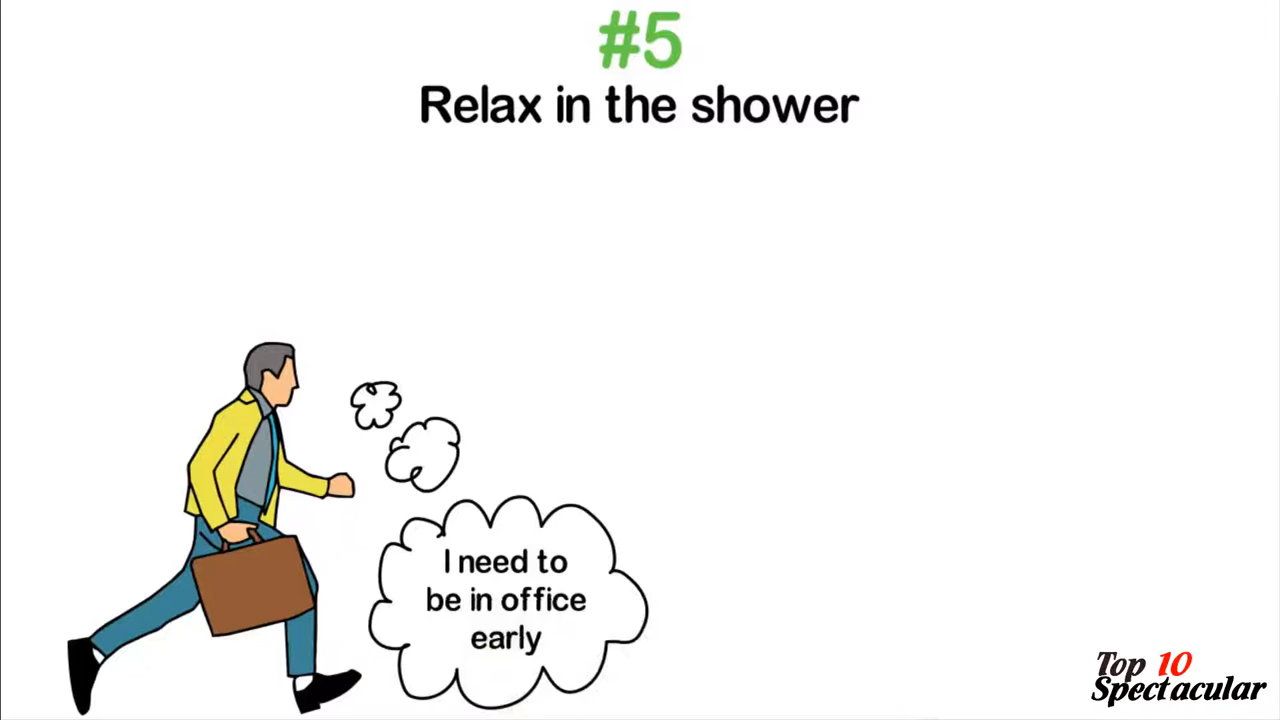 #5
Relax in the shower
I need to
be in office
early
Top 10
Spectacular